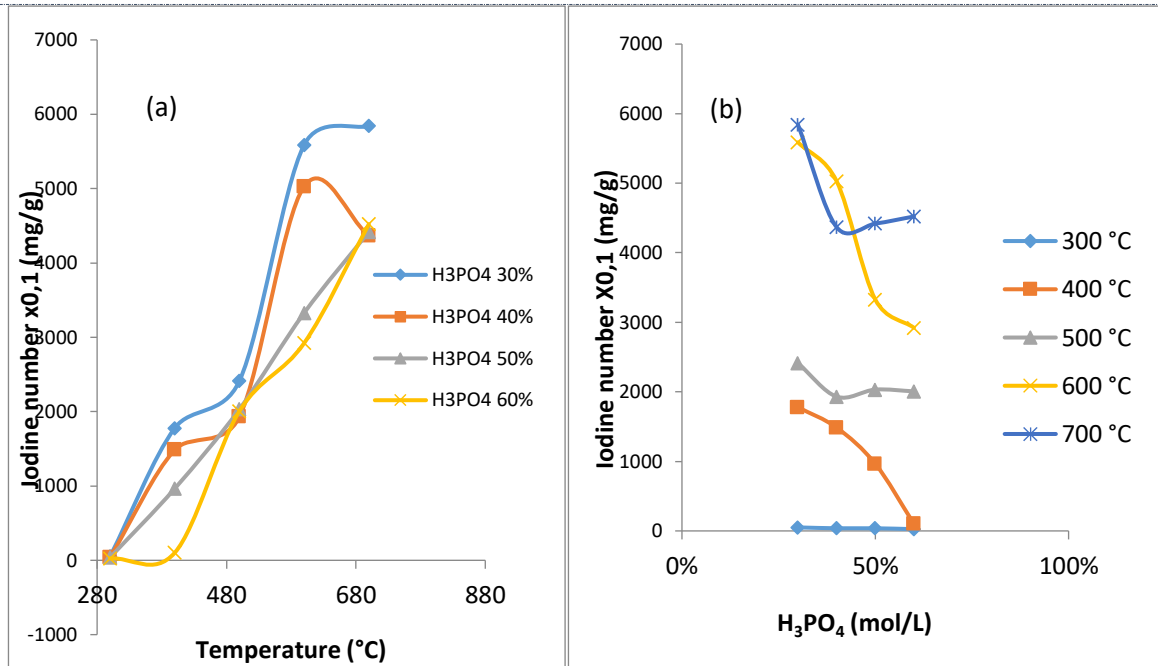 (a)
Iodine number x0,1 (mg/g)
7000
6000
5000
4000
3000
2000
1000
0
-1000
280
480
680
880
Temperature (°C)
H3PO4 30%
H3PO4 40%
H3PO4 50%
H3PO4 60%
(b)
Iodine number X0,1 (mg/g)
7000
6000
5000
4000
3000
2000
1000
0
0%
50%
100%
H₃PO₄ (mol/L)
300 °C
400 °C
500 °C
600 °C
700 °C